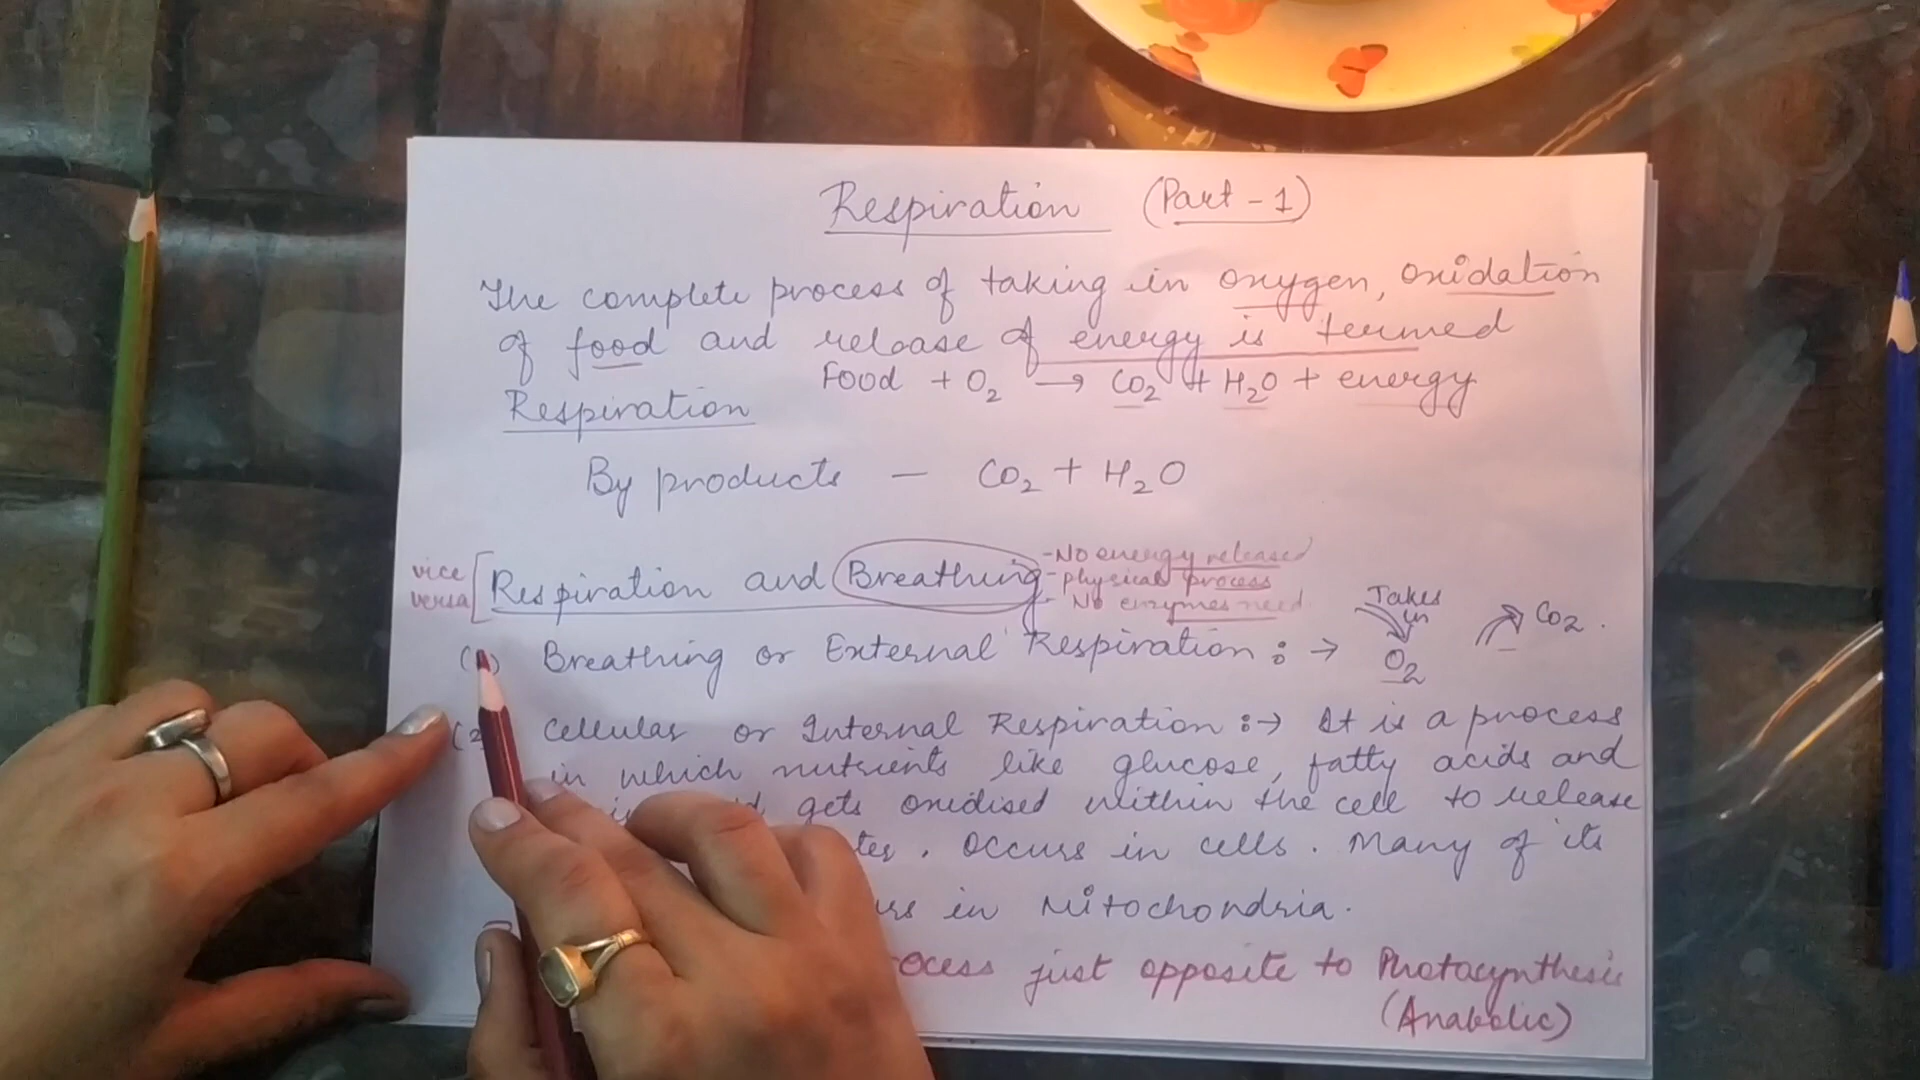 Respiration (Part - 1)
The complete process of taking in oxygen, oxidation
of food and release of energy is termed
Food + O2 → CO2 + H2O + energy
Respiration
By products — CO2 + H2O
vice versa
Respiration and Breathing
- No energy released
- physical process
- No enzymes need
(1) Breathing or External Respiration : → Takes in O2 CO2 .
(2) Cellular or Internal Respiration : → It is a process
in which nutrients like glucose, fatty acids and
gets oxidised within the cell to release
. Occurs in cells . Many of its
in Mitochondria .
just opposite to Photosynthesis
(Anabolic)